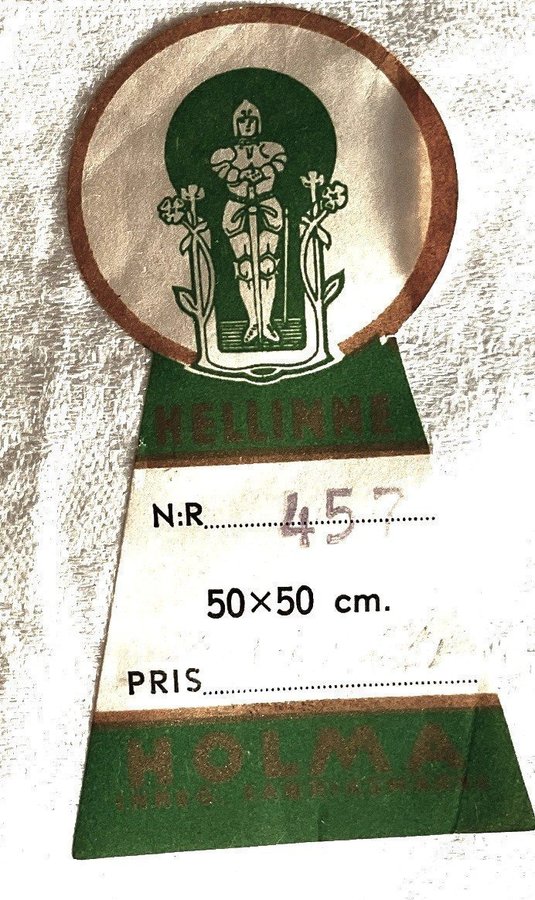 HELLINNE
N:R 457
50×50 cm.
PRIS
HOLMA